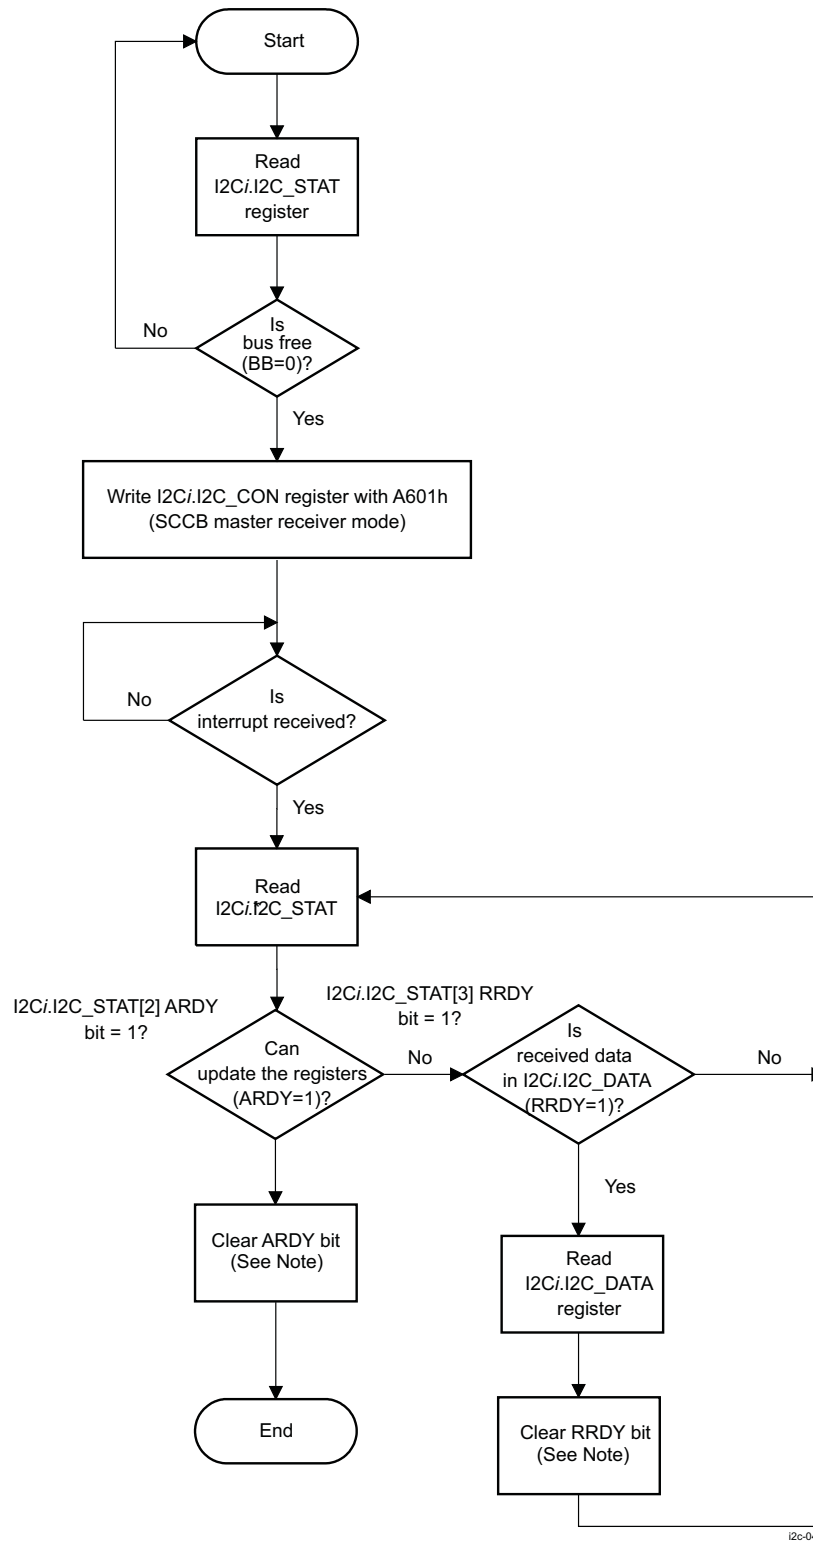 Start
Read
I2Ci.I2C_STAT
register
No
Is
bus free
(BB=0)?
Yes
Write I2Ci.I2C_CON register with A601h
(SCCB master receiver mode)
No
Is
interrupt received?
Yes
Read
I2Ci.I2C_STAT
I2Ci.I2C_STAT[2] ARDY
bit = 1?
I2Ci.I2C_STAT[3] RRDY
bit = 1?
Can
update the registers
(ARDY=1)?
No
Is
received data
in I2Ci.I2C_DATA
(RRDY=1)?
No
Yes
Clear ARDY bit
(See Note)
Read
I2Ci.I2C_DATA
register
End
Clear RRDY bit
(See Note)
i2c-04